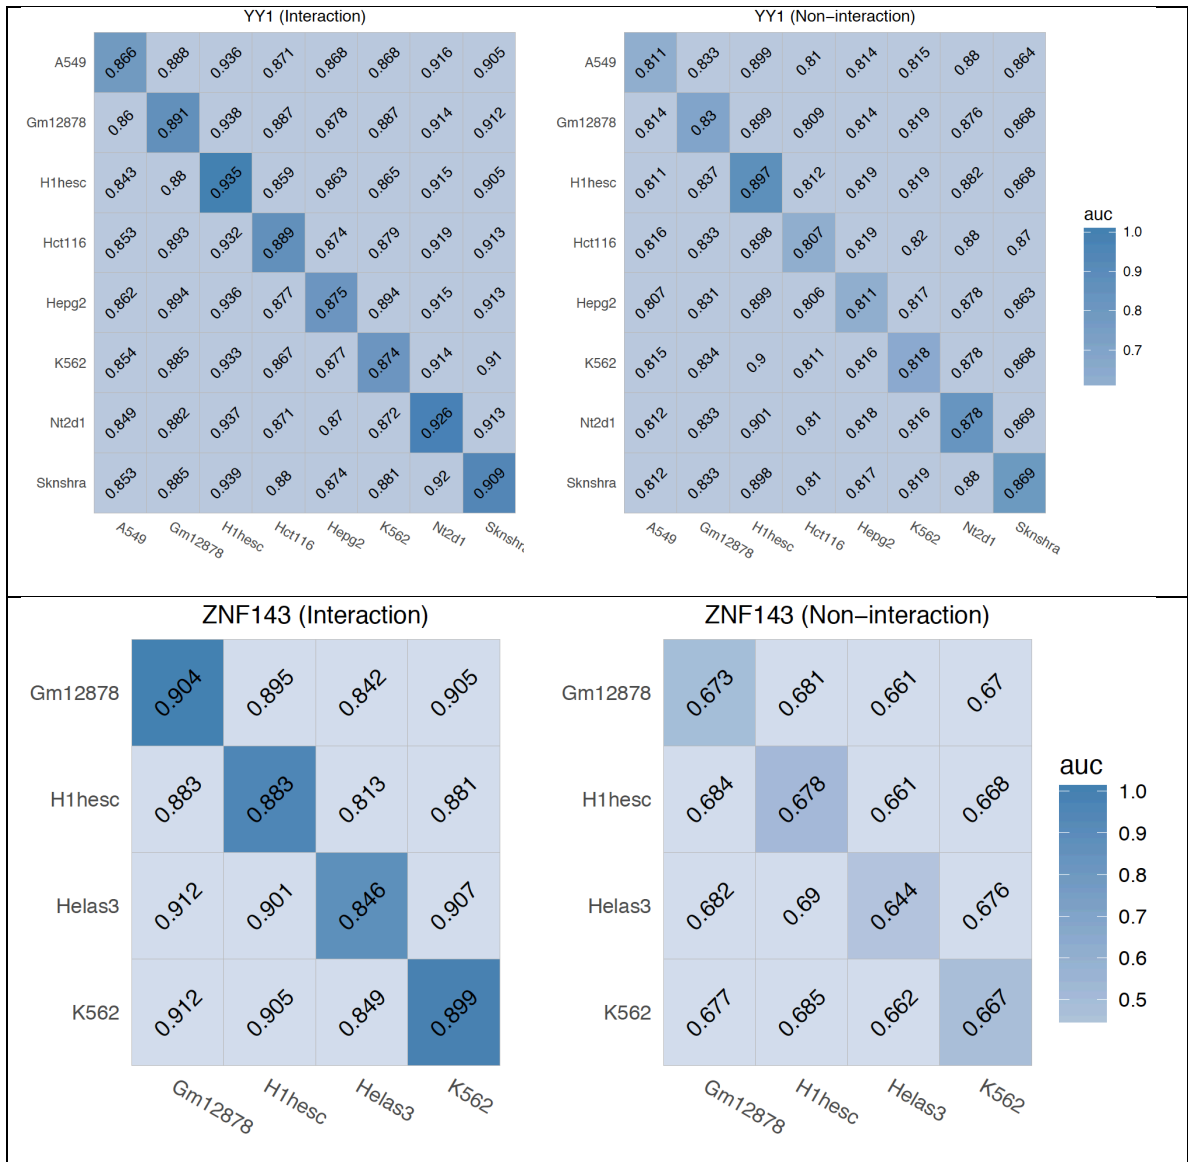 YY1 (Interaction)
A549 0.866 0.888 0.936 0.871 0.868 0.868 0.916 0.905
Gm12878 0.86 0.891 0.938 0.887 0.878 0.887 0.914 0.912
H1hesc 0.843 0.88 0.935 0.859 0.863 0.865 0.915 0.905
Hct116 0.853 0.893 0.932 0.889 0.874 0.879 0.919 0.913
Hepg2 0.862 0.894 0.936 0.877 0.875 0.894 0.915 0.913
K562 0.854 0.885 0.933 0.867 0.877 0.874 0.914 0.91
Nt2d1 0.849 0.882 0.937 0.871 0.87 0.872 0.926 0.913
Sknshra 0.853 0.885 0.939 0.88 0.874 0.881 0.92 0.909
A549 Gm12878 H1hesc Hct116 Hepg2 K562 Nt2d1 Sknshr
YY1 (Non−interaction)
A549 0.811 0.833 0.899 0.81 0.814 0.815 0.88 0.864
Gm12878 0.814 0.83 0.899 0.809 0.814 0.819 0.876 0.868
H1hesc 0.811 0.837 0.897 0.812 0.819 0.819 0.882 0.868
Hct116 0.816 0.833 0.898 0.807 0.819 0.82 0.88 0.87
Hepg2 0.807 0.831 0.899 0.806 0.811 0.817 0.878 0.863
K562 0.815 0.834 0.9 0.811 0.816 0.818 0.878 0.868
Nt2d1 0.812 0.833 0.901 0.81 0.818 0.816 0.878 0.869
Sknshra 0.812 0.833 0.898 0.81 0.817 0.819 0.88 0.869
A549 Gm12878 H1hesc Hct116 Hepg2 K562 Nt2d1 Sknshra
auc
1.0
0.9
0.8
0.7
ZNF143 (Interaction)
Gm12878 0.904 0.895 0.842 0.905
H1hesc 0.883 0.883 0.813 0.881
Helas3 0.912 0.901 0.846 0.907
K562 0.912 0.905 0.849 0.899
Gm12878 H1hesc Helas3 K562
ZNF143 (Non−interaction)
Gm12878 0.673 0.681 0.661 0.67
H1hesc 0.684 0.678 0.661 0.668
Helas3 0.682 0.69 0.644 0.676
K562 0.677 0.685 0.662 0.667
Gm12878 H1hesc Helas3 K562
auc
1.0
0.9
0.8
0.7
0.6
0.5